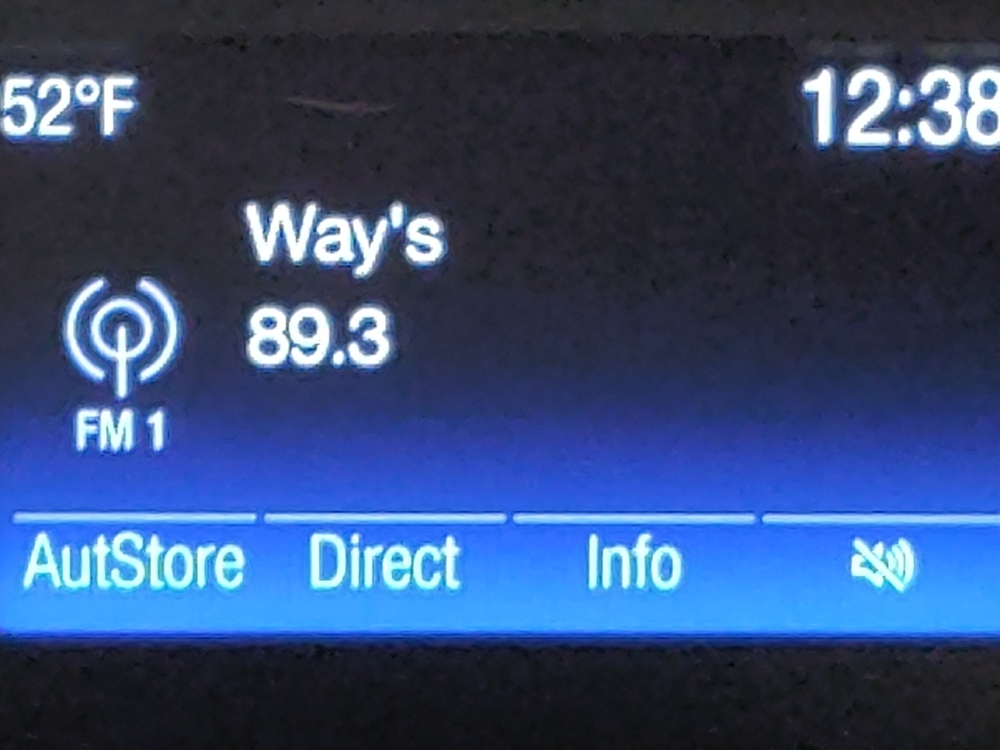 52°F
12:38
Way's
89.3
FM 1
AutStore
Direct
Info